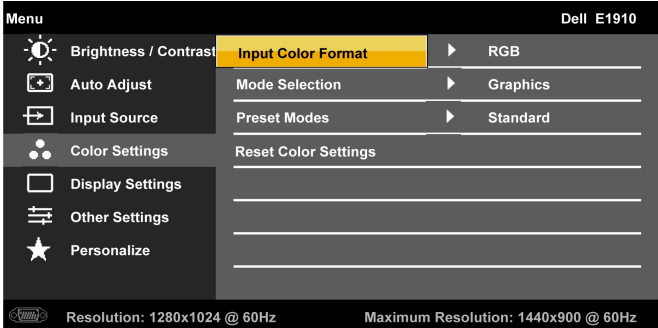 Menu Dell E1910
Brightness / Contrast Input Color Format RGB
Auto Adjust Mode Selection Graphics
Input Source Preset Modes Standard
Color Settings Reset Color Settings
Display Settings
Other Settings
Personalize
Resolution: 1280x1024 @ 60Hz Maximum Resolution: 1440x900 @ 60Hz